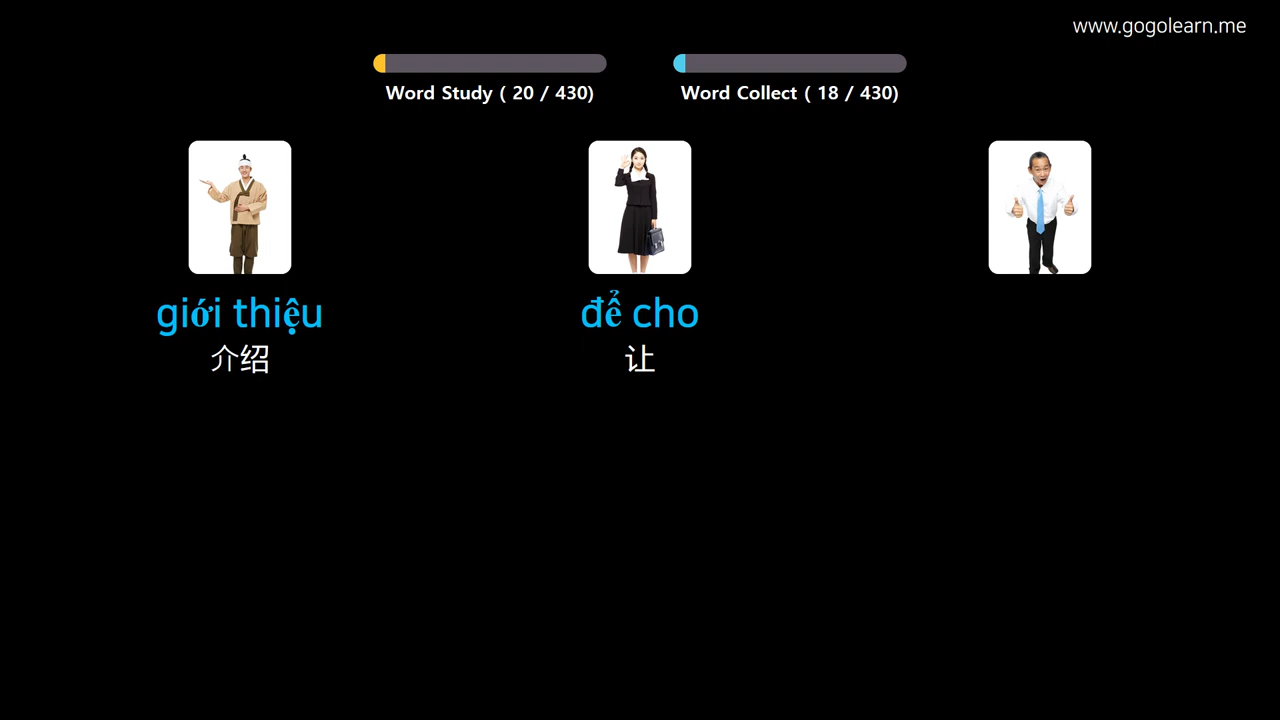 www.gogolearn.me
Word Study ( 20 / 430)
Word Collect ( 18 / 430)
giới thiệu
介绍
để cho
让